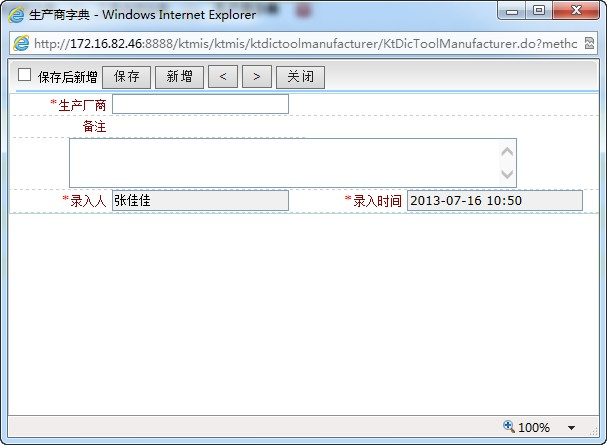 生产商字典 - Windows Internet Explorer
http://172.16.82.46:8888/ktmis/ktmis/ktdictoolmanufacturer/KtDicToolManufacturer.do?methc
保存后新增 保存 新增 < > 关闭
*生产厂商
备注
*录入人 张佳佳 *录入时间 2013-07-16 10:50
100%